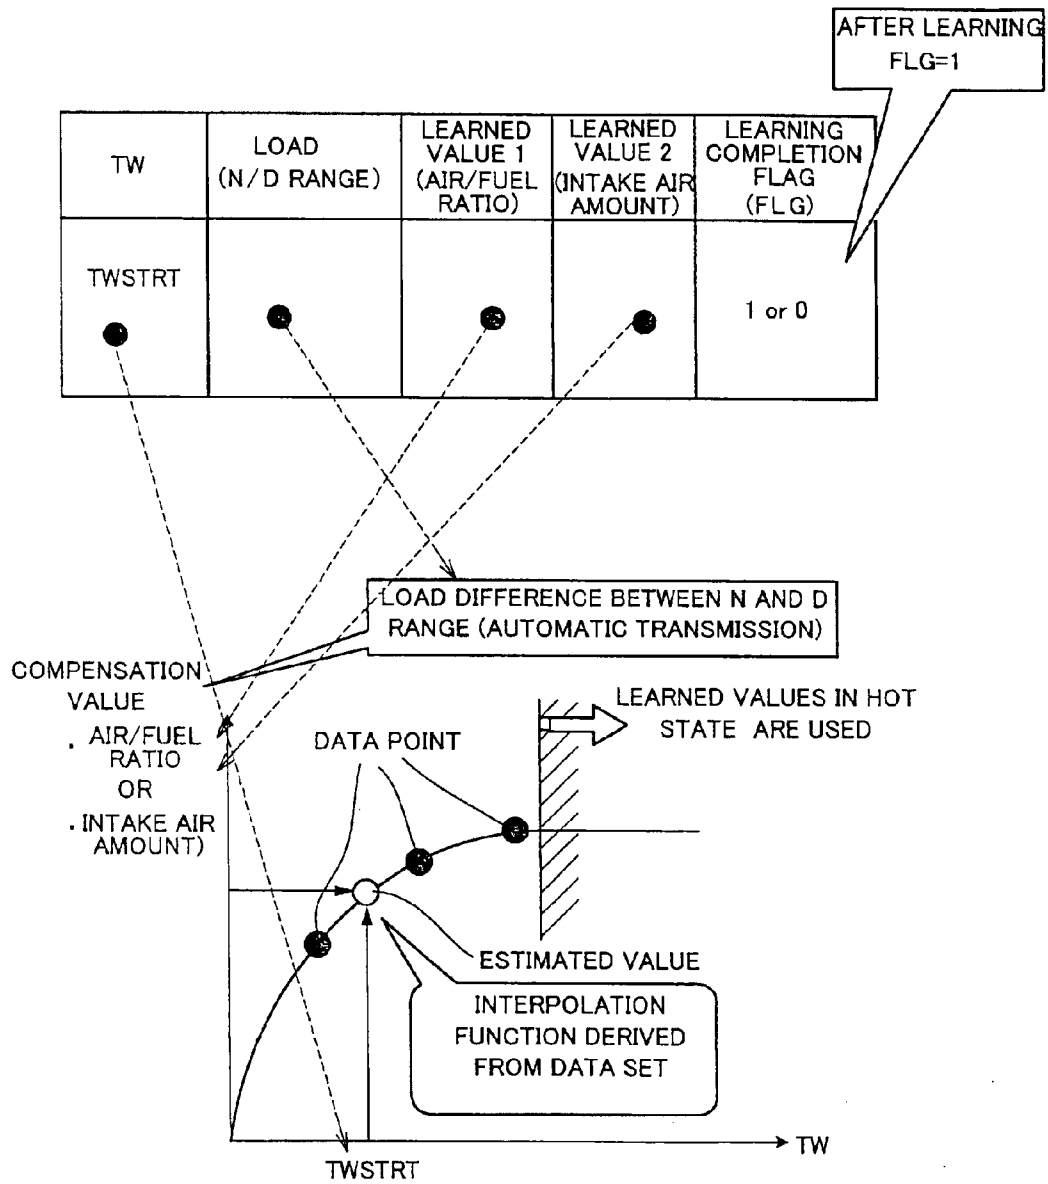 AFTER LEARNING
FLG=1
TW
LOAD
(N/D RANGE)
LEARNED
VALUE 1
(AIR/FUEL
RATIO)
LEARNED
VALUE 2
(INTAKE AIR
AMOUNT)
LEARNING
COMPLETION
FLAG
(FLG)
TWSTRT
1 or 0
LOAD DIFFERENCE BETWEEN N AND D
RANGE (AUTOMATIC TRANSMISSION)
COMPENSATION
VALUE
. AIR/FUEL
RATIO
OR
. INTAKE AIR
AMOUNT)
DATA POINT
LEARNED VALUES IN HOT
STATE ARE USED
ESTIMATED VALUE
INTERPOLATION
FUNCTION DERIVED
FROM DATA SET
TW
TWSTRT